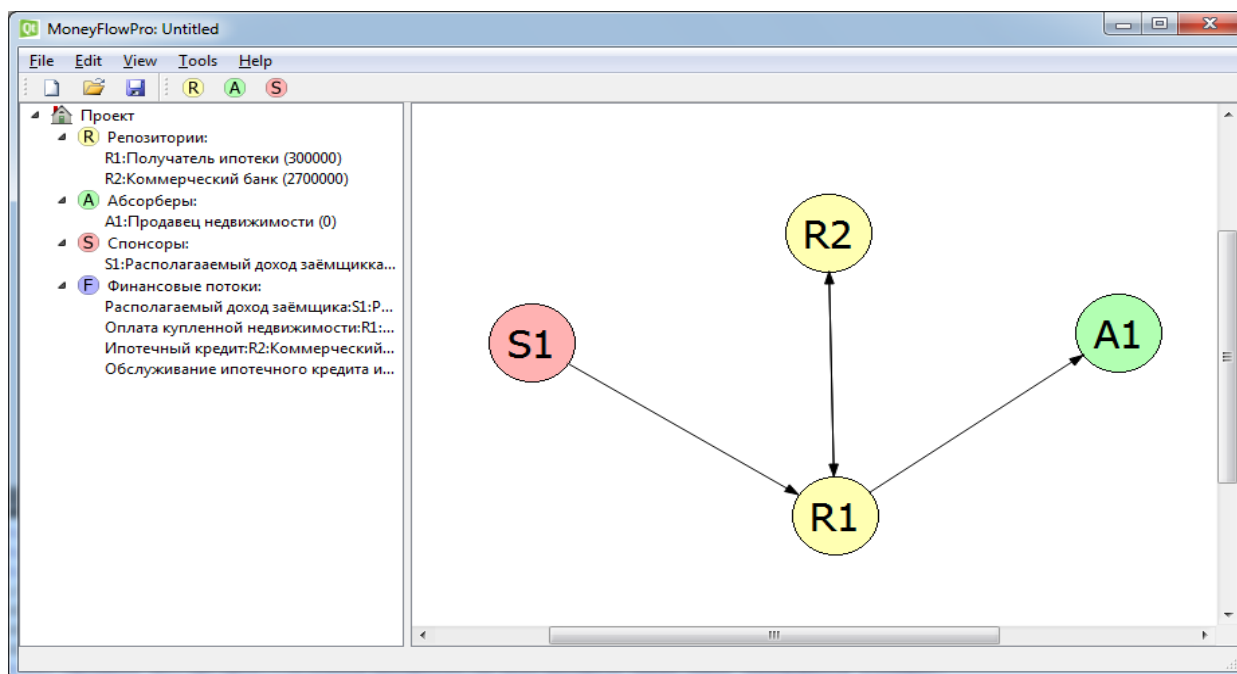 MoneyFlowPro: Untitled
File Edit View Tools Help
R A S
Проект
R Репозитории:
R1:Получатель ипотеки (300000)
R2:Коммерческий банк (2700000)
A Абсорберы:
A1:Продавец недвижимости (0)
S Спонсоры:
S1:Располагааемый доход заёмщикка...
F Финансовые потоки:
Располагаемый доход заёмщика:S1:Р...
Оплата купленной недвижимости:R1:...
Ипотечный кредит:R2:Коммерческий...
Обслуживание ипотечного кредита и...
R2
S1
A1
R1